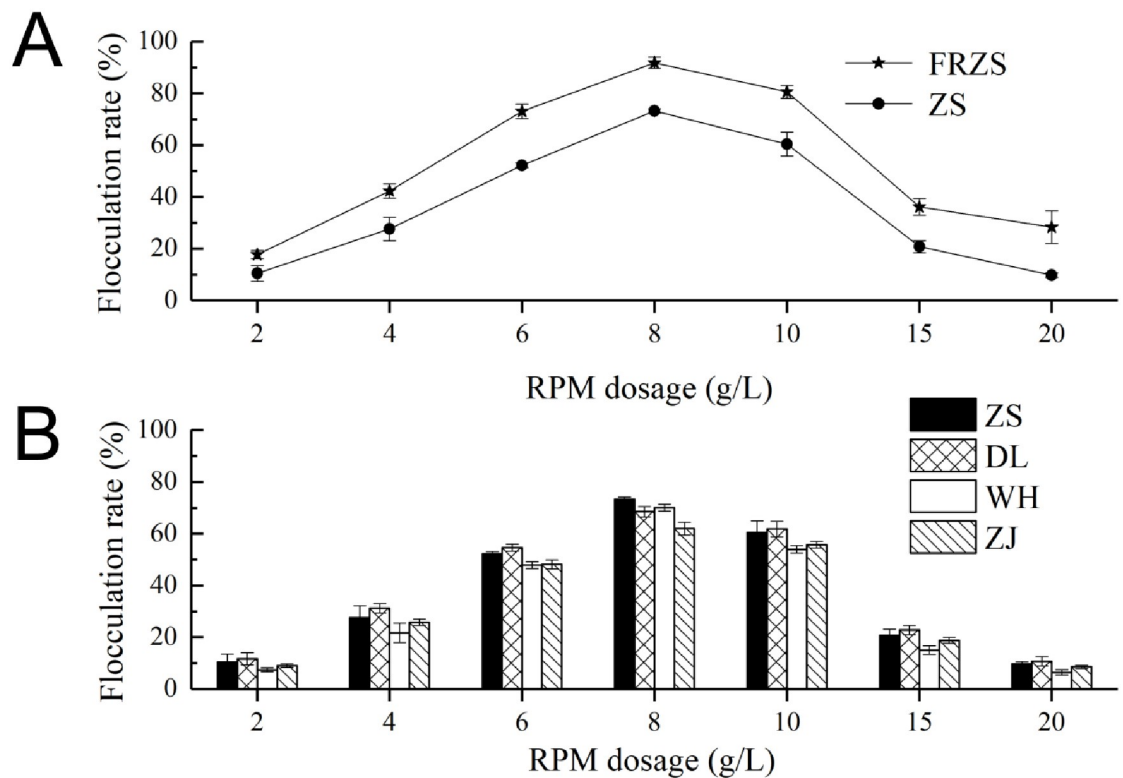 A
Flocculation rate (%)
100
80
60
40
20
0
FRZS
ZS
2 4 6 8 10 15 20
RPM dosage (g/L)
B
Flocculation rate (%)
100
80
60
40
20
0
ZS
DL
WH
ZJ
2 4 6 8 10 15 20
RPM dosage (g/L)